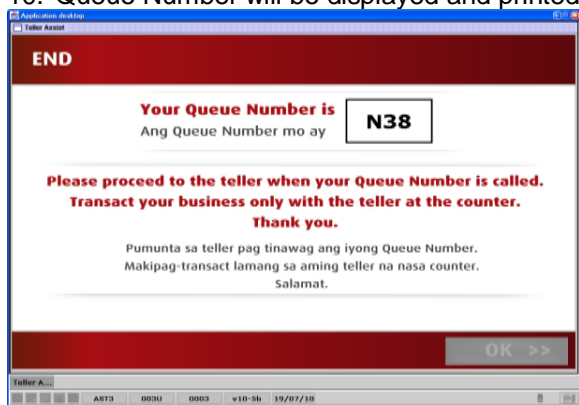 10. Queue Number will be displayed and printed
Application desktop
Teller Assist
END
Your Queue Number is
Ang Queue Number mo ay
N38
Please proceed to the teller when your Queue Number is called.
Transact your business only with the teller at the counter.
Thank you.
Pumunta sa teller pag tinawag ang iyong Queue Number.
Makipag-transact lamang sa aming teller na nasa counter.
Salamat.
OK >>
Teller A...
AST3 003U 0003 v10-5b 19/07/10